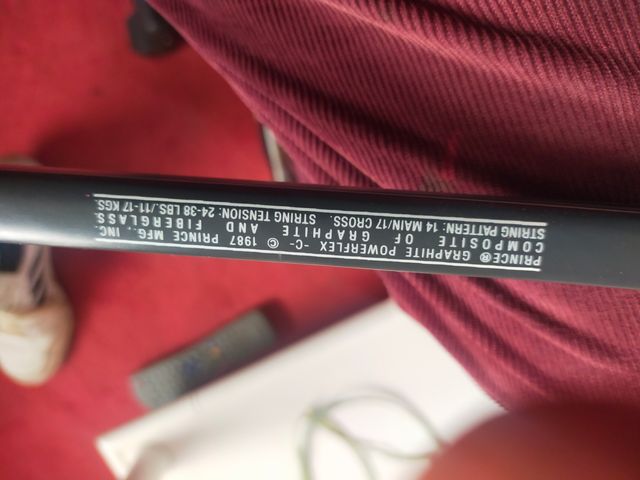 PRINCE® GRAPHITE POWERFLEX -C- © 1987 PRINCE MFG., INC.
COMPOSITE OF GRAPHITE AND FIBERGLASS.
STRING PATTERN: 14 MAIN/17 CROSS. STRING TENSION: 24-38 LBS./11-17 KGS.